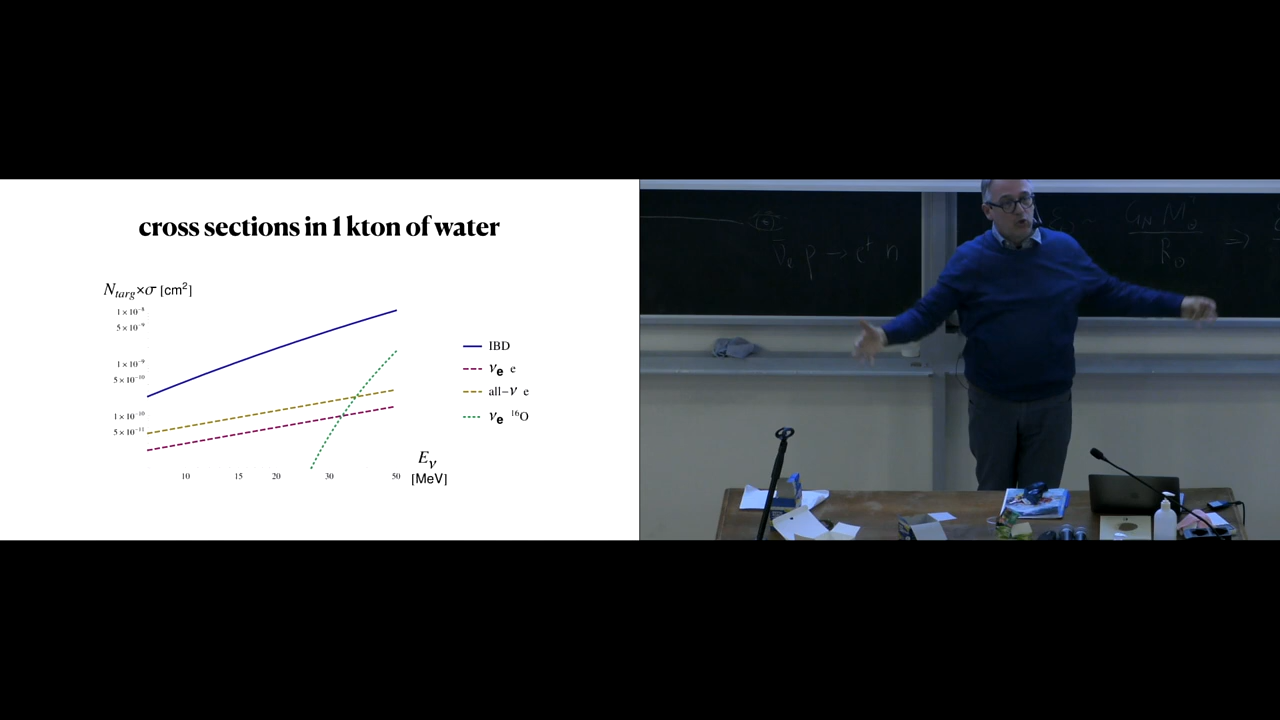 cross sections in 1 kton of water
N_targ×σ [cm²]
1 × 10⁻⁸
5 × 10⁻⁹
1 × 10⁻⁹
5 × 10⁻¹⁰
1 × 10⁻¹⁰
5 × 10⁻¹¹
10 15 20 30 50
E_ν
[MeV]
IBD
ν_e e
all–ν e
ν_e ¹⁶O
ν̄_e p → e⁺ n
G_N M
R
⇒